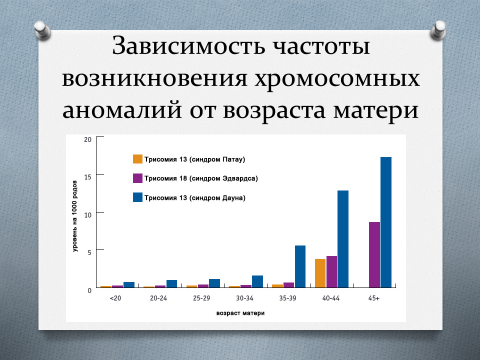 Зависимость частоты
возникновения хромосомных
аномалий от возраста матери
20
15
10
5
0
уровень на 1000 родов
Трисомия 13 (синдром Патау)
Трисомия 18 (синдром Эдвардса)
Трисомия 13 (синдром Дауна)
<20 20-24 25-29 30-34 35-39 40-44 45+
возраст матери